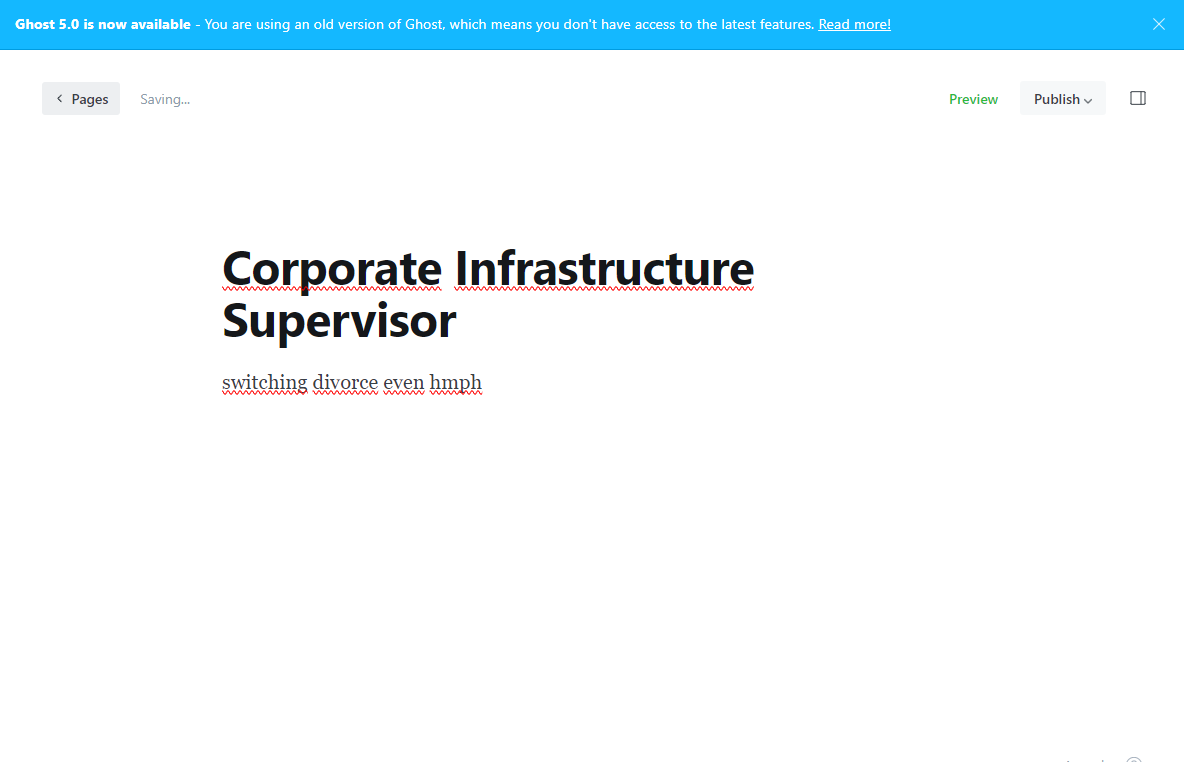 Ghost 5.0 is now available - You are using an old version of Ghost, which means you don't have access to the latest features. Read more!
Pages
Saving...
Preview
Publish
Corporate Infrastructure
Supervisor
switching divorce even hmph